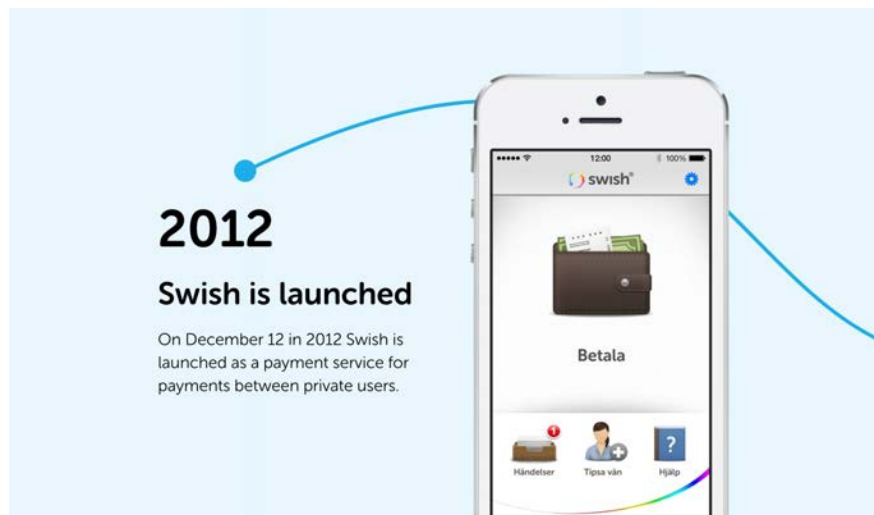 2012
Swish is launched
On December 12 in 2012 Swish is
launched as a payment service for
payments between private users.
12:00
100%
swish®
Betala
1
Händelser
Tipsa vän
?
Hjälp